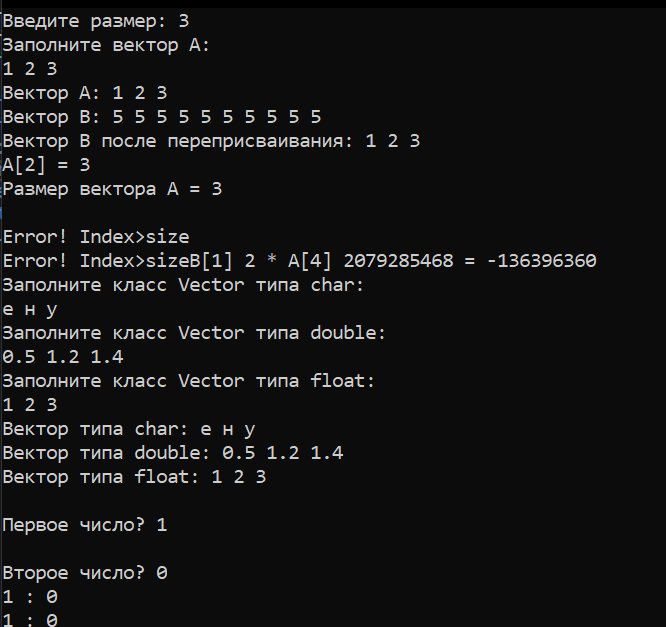 Введите размер: 3
Заполните вектор A:
1 2 3
Вектор A: 1 2 3
Вектор B: 5 5 5 5 5 5 5 5 5 5
Вектор B после переприсваивания: 1 2 3
A[2] = 3
Размер вектора A = 3
Error! Index>size
Error! Index>sizeB[1] 2 * A[4] 2079285468 = -136396360
Заполните класс Vector типа char:
е н у
Заполните класс Vector типа double:
0.5 1.2 1.4
Заполните класс Vector типа float:
1 2 3
Вектор типа char: е н у
Вектор типа double: 0.5 1.2 1.4
Вектор типа float: 1 2 3
Первое число? 1
Второе число? 0
1 : 0
1 : 0